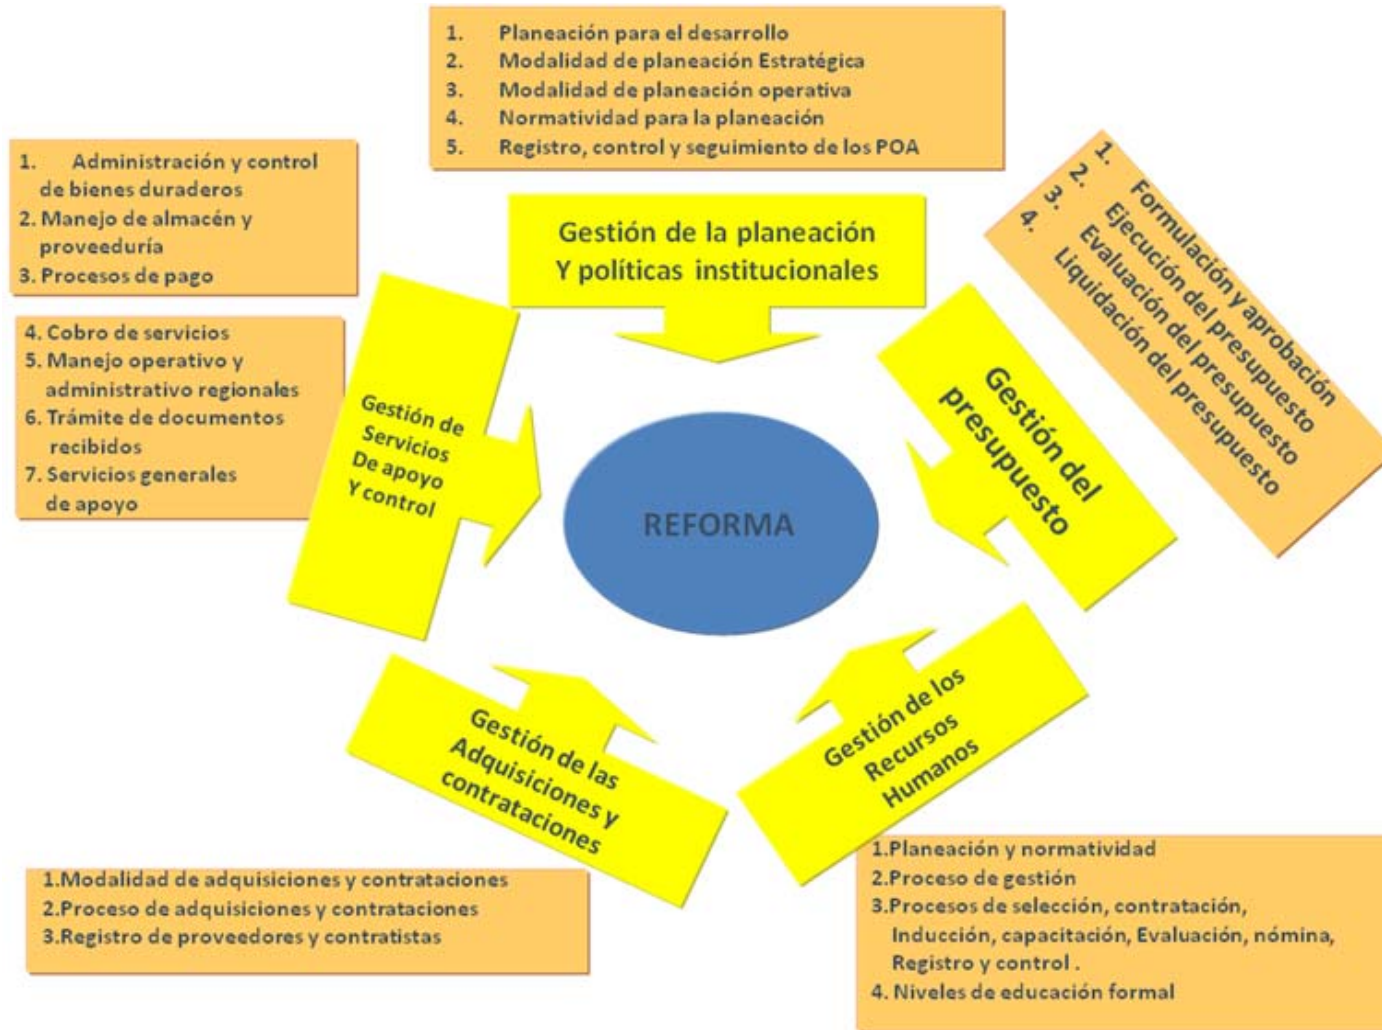 1. Planeación para el desarrollo
2. Modalidad de planeación Estratégica
3. Modalidad de planeación operativa
4. Normatividad para la planeación
5. Registro, control y seguimiento de los POA
Gestión de la planeación
Y políticas institucionales
1. Formulación y aprobación
2. Ejecución del presupuesto
3. Evaluación del presupuesto
4. Liquidación del presupuesto
Gestión del
presupuesto
1. Administración y control
de bienes duraderos
2. Manejo de almacén y
proveeduría
3. Procesos de pago
4. Cobro de servicios
5. Manejo operativo y
administrativo regionales
6. Trámite de documentos
recibidos
7. Servicios generales
de apoyo
Gestión de
Servicios
De apoyo
Y control
REFORMA
Gestión de las
Adquisiciones y
contrataciones
Gestión de los
Recursos
Humanos
1.Modalidad de adquisiciones y contrataciones
2.Proceso de adquisiciones y contrataciones
3.Registro de proveedores y contratistas
1.Planeación y normatividad
2.Proceso de gestión
3.Procesos de selección, contratación,
Inducción, capacitación, Evaluación, nómina,
Registro y control .
4. Niveles de educación formal